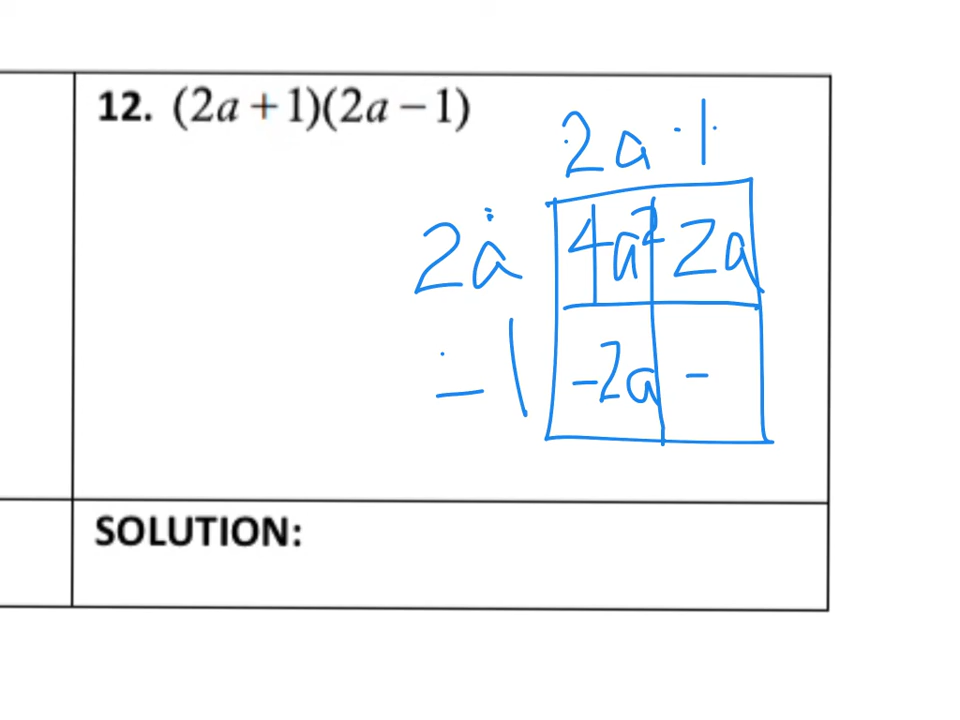 12. (2a + 1)(2a − 1)
2a 1
2a 4a² 2a
-1 -2a -
SOLUTION: